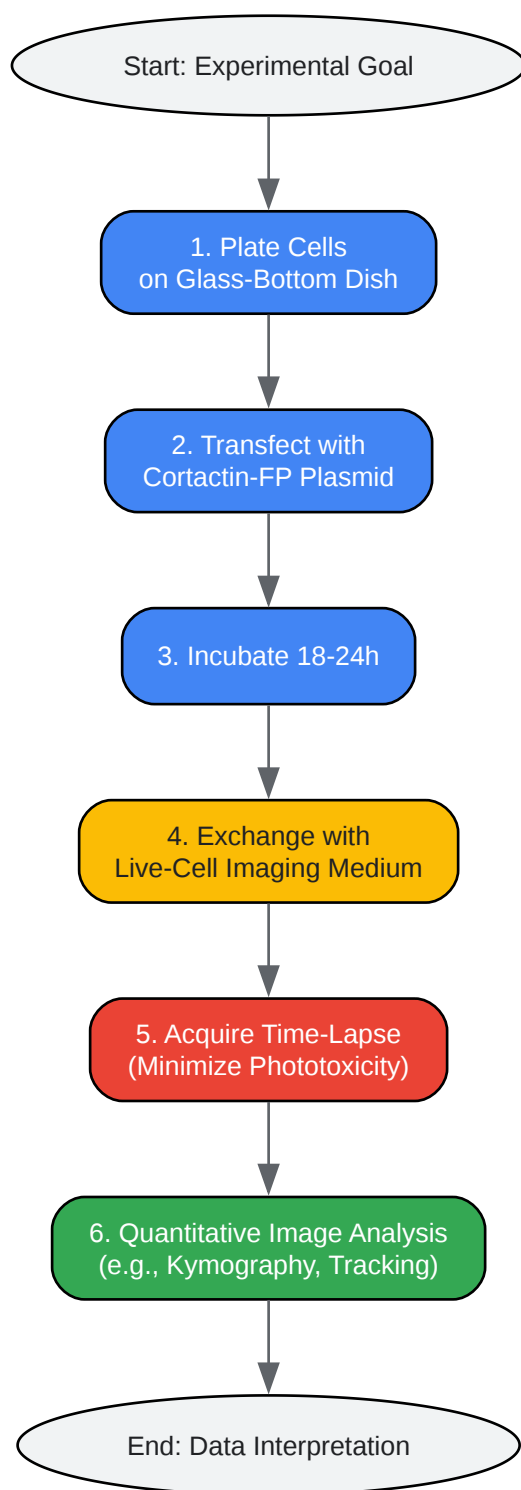 Start: Experimental Goal
1. Plate Cells
on Glass-Bottom Dish
2. Transfect with
Cortactin-FP Plasmid
3. Incubate 18-24h
4. Exchange with
Live-Cell Imaging Medium
5. Acquire Time-Lapse
(Minimize Phototoxicity)
6. Quantitative Image Analysis
(e.g., Kymography, Tracking)
End: Data Interpretation